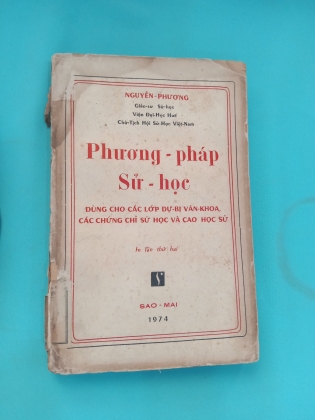 NGUYỄN-PHƯƠNG
Giáo-sư Sử-học
Viện Đại-Học Huế
Chủ-Tịch Hội Sử-Học Việt-Nam
Phương-pháp
Sử-học
DÙNG CHO CÁC LỚP DỰ-BỊ VĂN-KHOA,
CÁC CHỨNG CHỈ SỬ HỌC VÀ CAO HỌC SỬ
In lần thứ hai
SAO-MAI
1974